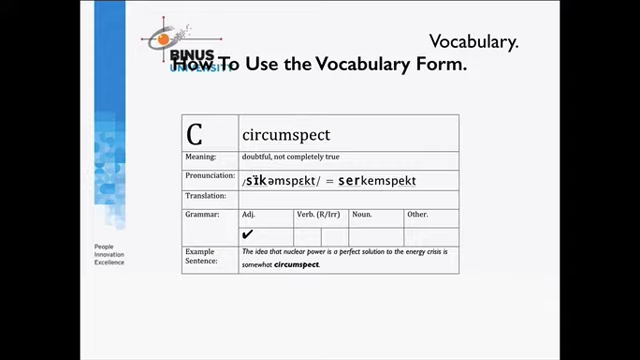 Vocabulary.
BINUS
UNIVERSITY
How To Use the Vocabulary Form.
C circumspect
Meaning: doubtful, not completely true
Pronunciation: /sïkəmspɛkt/ = serkemspekt
Translation:
Grammar: Adj. Verb. (R/Irr) Noun. Other.
✔
Example Sentence: The idea that nuclear power is a perfect solution to the energy crisis is
somewhat circumspect.
People
Innovation
Excellence